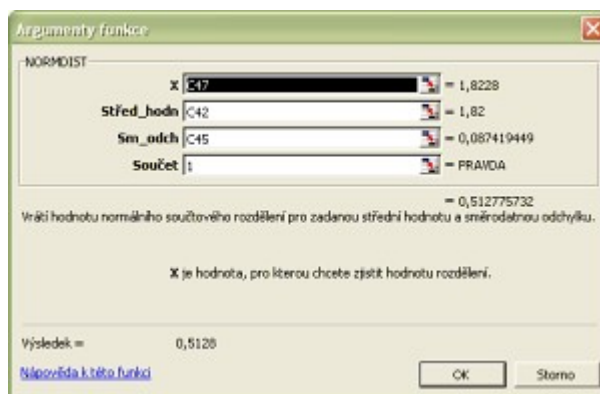 Argumenty funkce
NORMDIST
X C47 = 1,8228
Střed_hodn C42 = 1,82
Sm_odch C45 = 0,087419449
Součet 1 = PRAVDA
= 0,512775732
Vrátí hodnotu normálního součtového rozdělení pro zadanou střední hodnotu a směrodatnou odchylku.
X je hodnota, pro kterou chcete zjistit hodnotu rozdělení.
Výsledek = 0,5128
Nápověda k této funkci
OK Storno